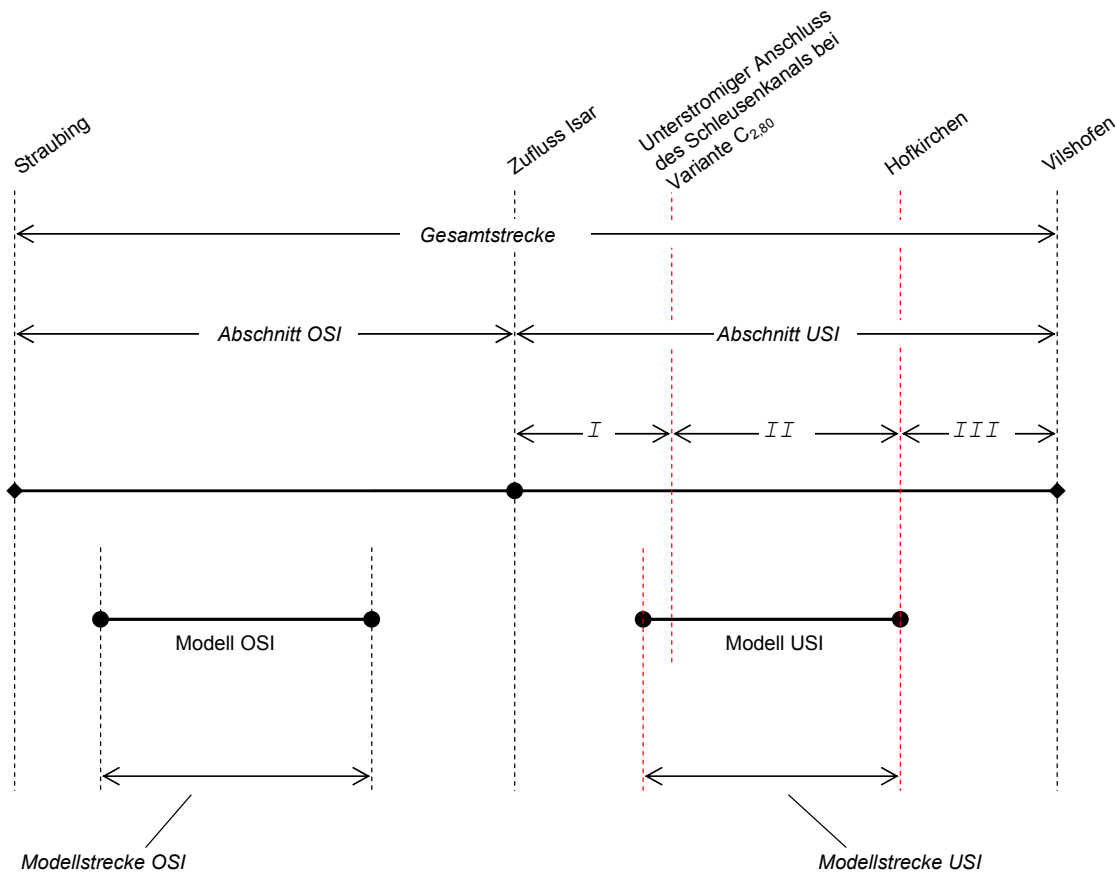 Straubing
Zufluss Isar
Unterstromiger Anschluss
des Schleusenkanals bei
Variante C2,80
Hofkirchen
Vilshofen
Gesamtstrecke
Abschnitt OSI
Abschnitt USI
I
II
III
Modell OSI
Modell USI
Modellstrecke OSI
Modellstrecke USI